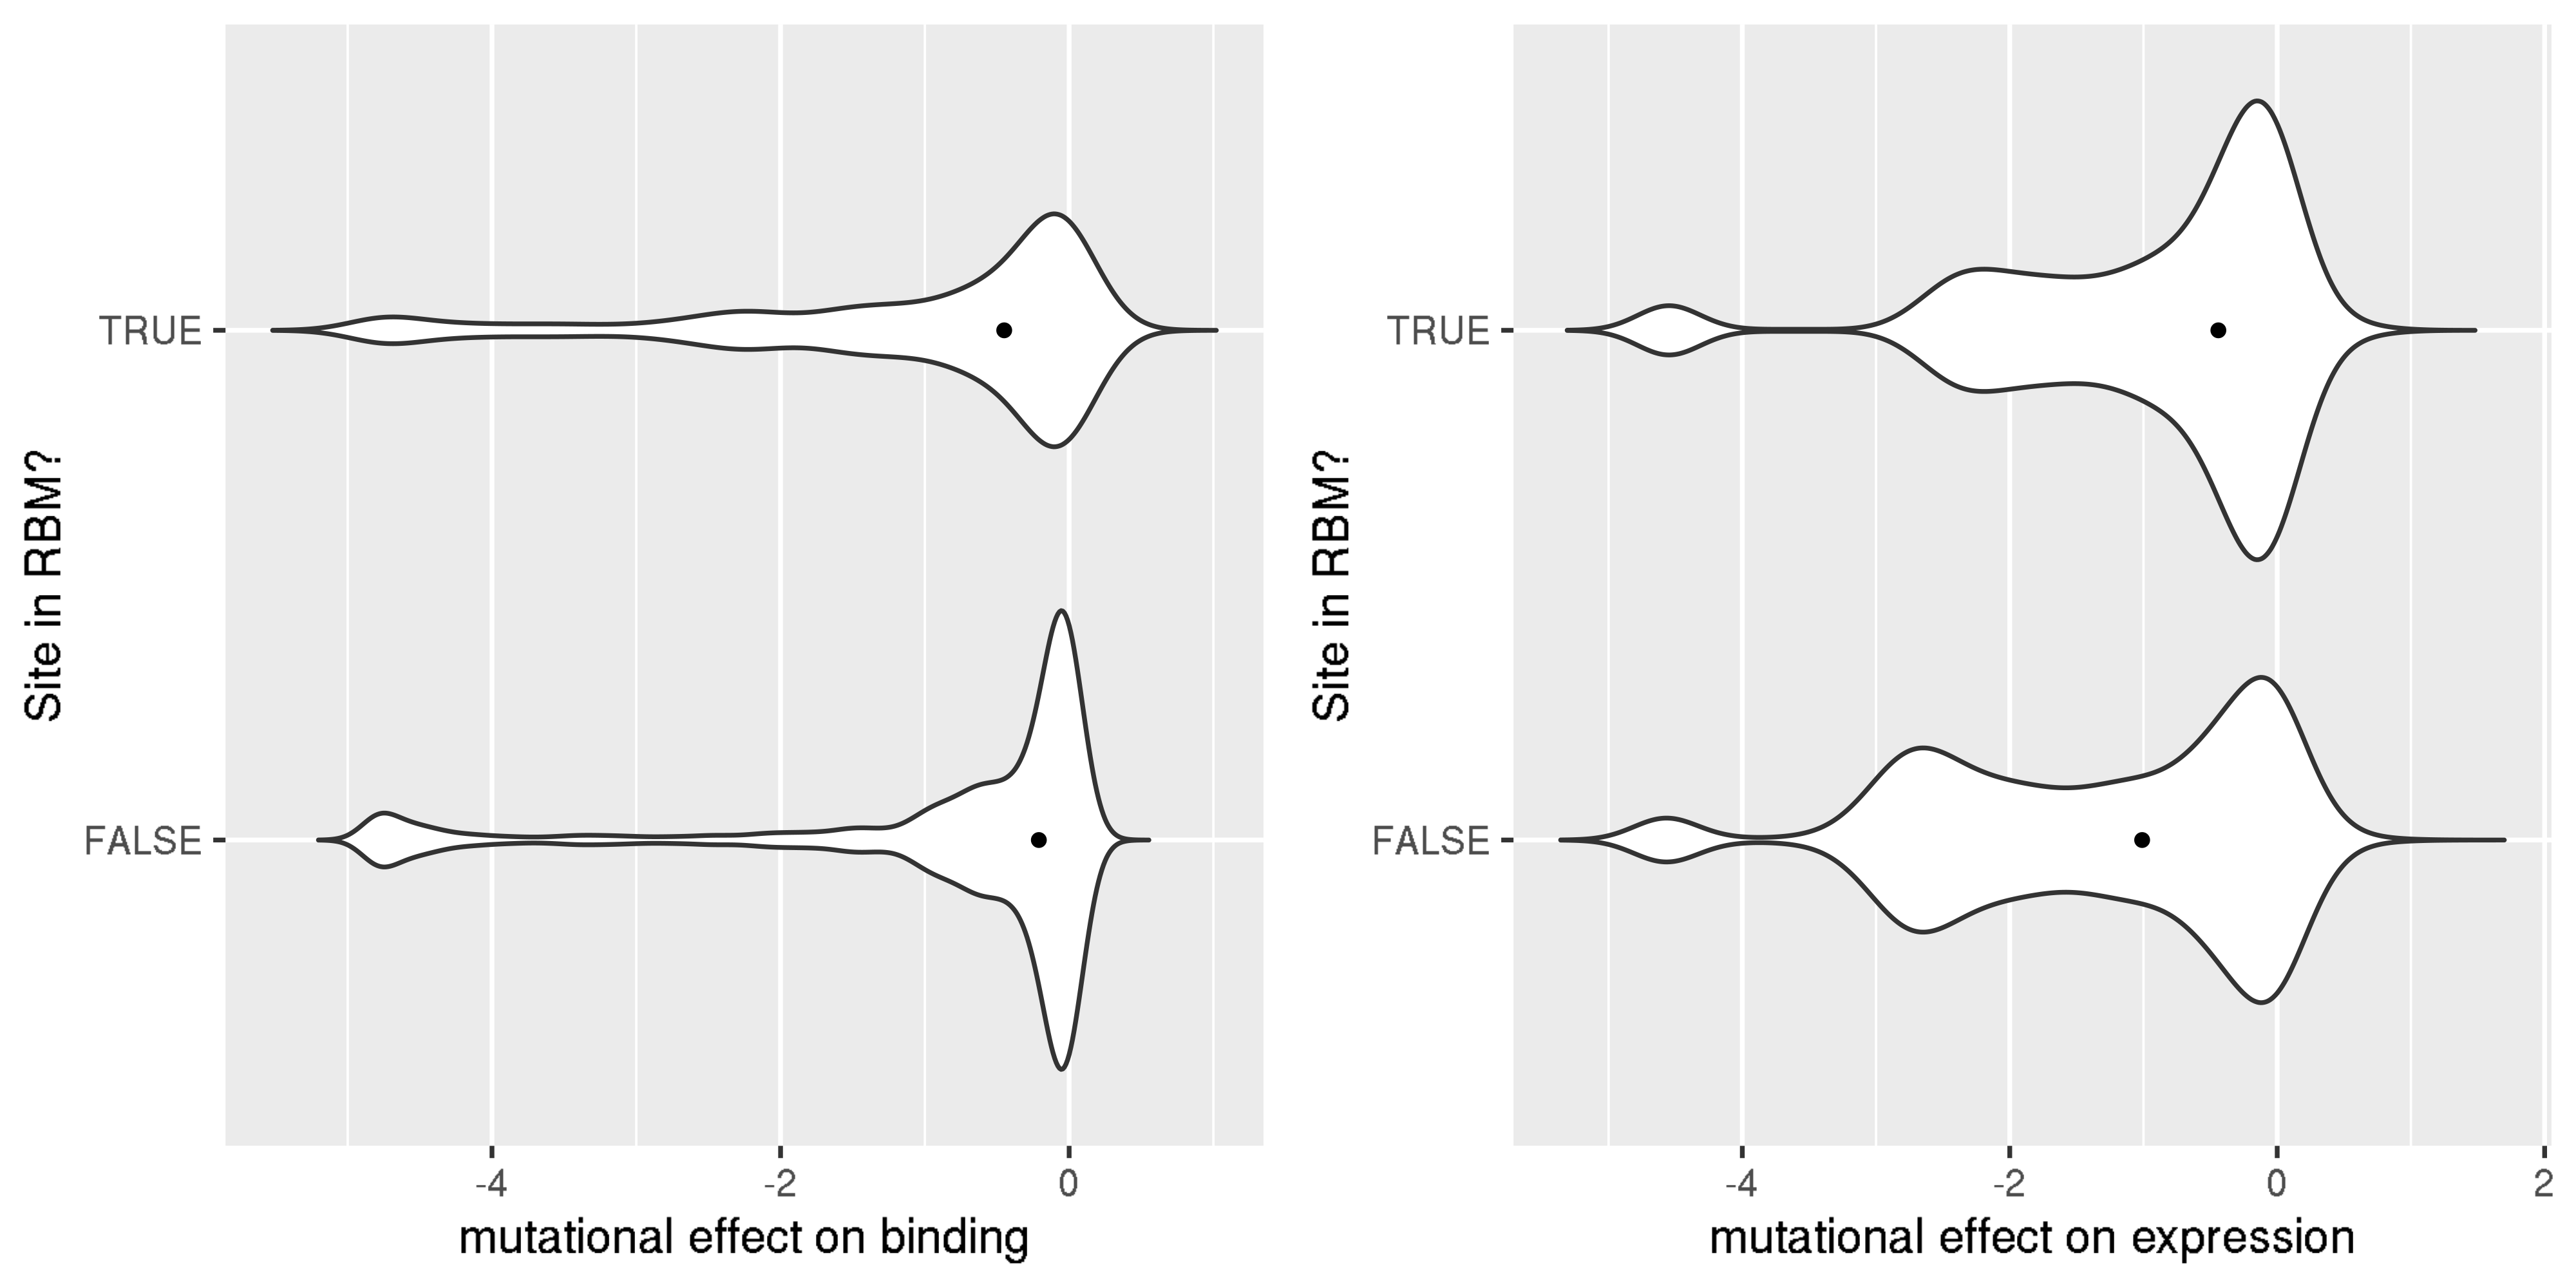 Site in RBM?
TRUE
FALSE
-4
-2
0
mutational effect on binding
Site in RBM?
TRUE
FALSE
-4
-2
0
2
mutational effect on expression